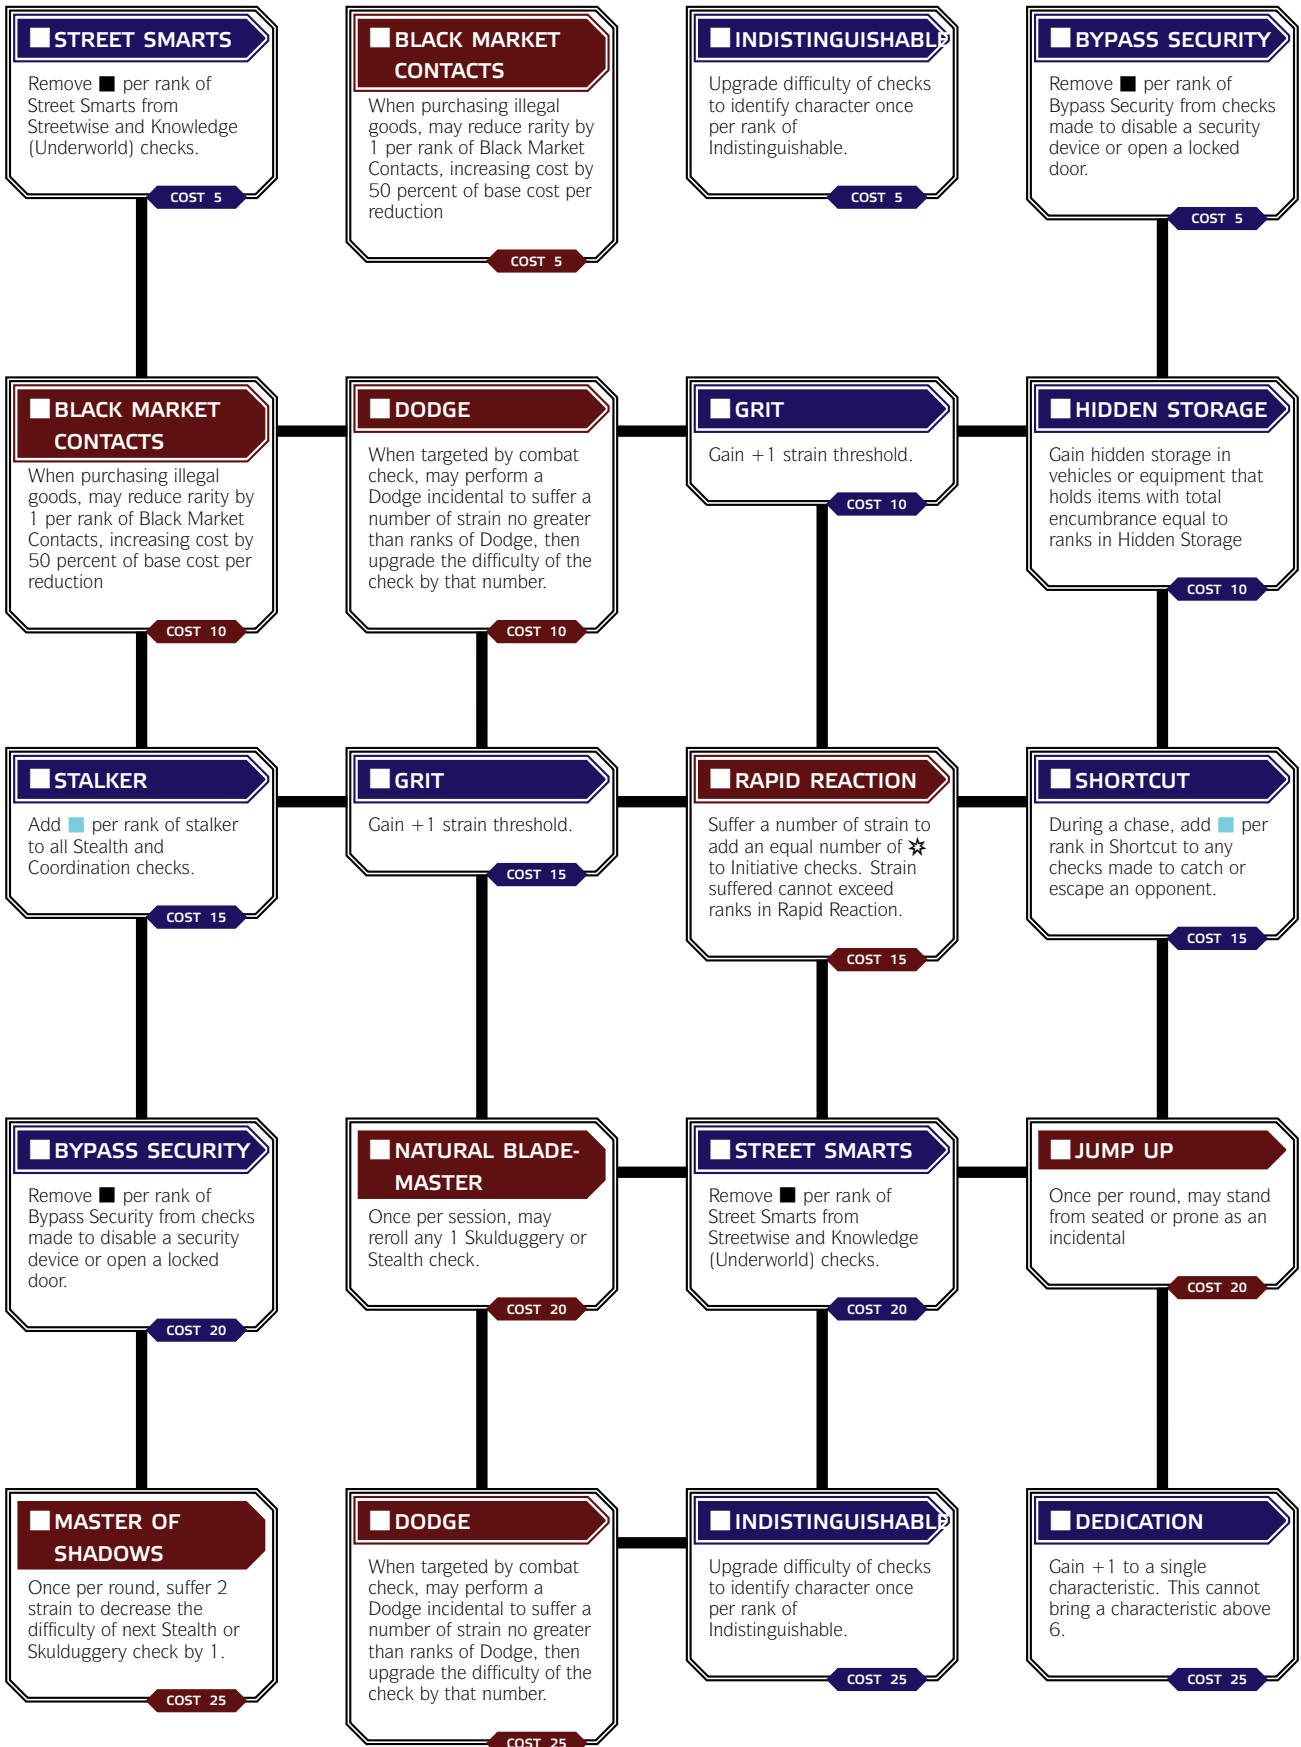 STREET SMARTS
Remove per rank of
Street Smarts from
Streetwise and Knowledge
(Underworld) checks.
COST 5
BLACK MARKET
CONTACTS
When purchasing illegal
goods, may reduce rarity by
1 per rank of Black Market
Contacts, increasing cost by
50 percent of base cost per
reduction
COST 5
INDISTINGUISHABLE
Upgrade difficulty of checks
to identify character once
per rank of
Indistinguishable.
COST 5
BYPASS SECURITY
Remove per rank of
Bypass Security from checks
made to disable a security
device or open a locked
door.
COST 5
BLACK MARKET
CONTACTS
When purchasing illegal
goods, may reduce rarity by
1 per rank of Black Market
Contacts, increasing cost by
50 percent of base cost per
reduction
COST 10
DODGE
When targeted by combat
check, may perform a
Dodge incidental to suffer a
number of strain no greater
than ranks of Dodge, then
upgrade the difficulty of the
check by that number.
COST 10
GRIT
Gain +1 strain threshold.
COST 10
HIDDEN STORAGE
Gain hidden storage in
vehicles or equipment that
holds items with total
encumbrance equal to
ranks in Hidden Storage
COST 10
STALKER
Add per rank of stalker
to all Stealth and
Coordination checks.
COST 15
GRIT
Gain +1 strain threshold.
COST 15
RAPID REACTION
Suffer a number of strain to
add an equal number of
to Initiative checks. Strain
suffered cannot exceed
ranks in Rapid Reaction.
COST 15
SHORTCUT
During a chase, add per
rank in Shortcut to any
checks made to catch or
escape an opponent.
COST 15
BYPASS SECURITY
Remove per rank of
Bypass Security from checks
made to disable a security
device or open a locked
door.
COST 20
NATURAL BLADE-
MASTER
Once per session, may
reroll any 1 Skulduggery or
Stealth check.
COST 20
STREET SMARTS
Remove per rank of
Street Smarts from
Streetwise and Knowledge
(Underworld) checks.
COST 20
JUMP UP
Once per round, may stand
from seated or prone as an
incidental
COST 20
MASTER OF
SHADOWS
Once per round, suffer 2
strain to decrease the
difficulty of next Stealth or
Skulduggery check by 1.
COST 25
DODGE
When targeted by combat
check, may perform a
Dodge incidental to suffer a
number of strain no greater
than ranks of Dodge, then
upgrade the difficulty of the
check by that number.
COST 25
INDISTINGUISHABLE
Upgrade difficulty of checks
to identify character once
per rank of
Indistinguishable.
COST 25
DEDICATION
Gain +1 to a single
characteristic. This cannot
bring a characteristic above
6.
COST 25